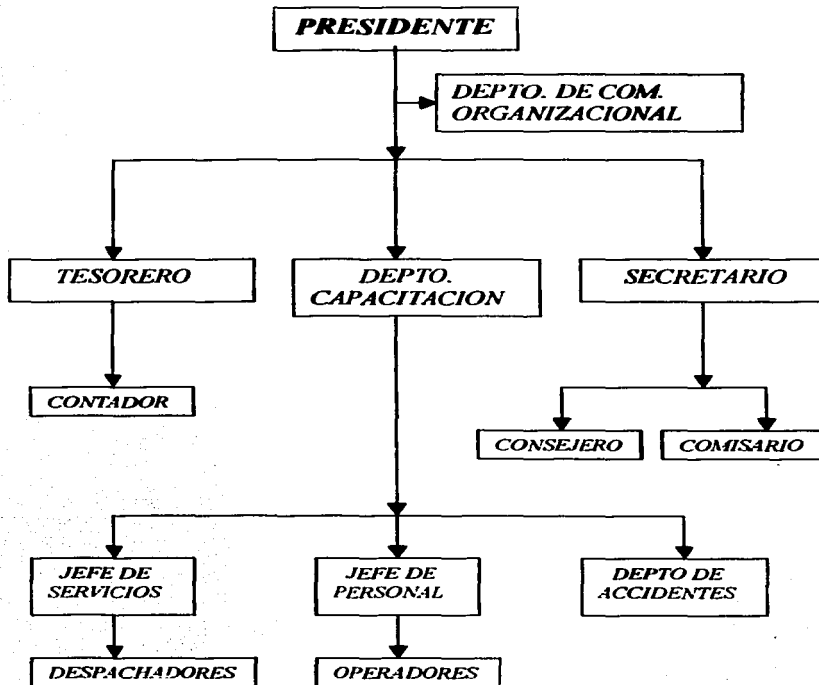 PRESIDENTE
DEPTO. DE COM.
ORGANIZACIONAL
TESORERO
DEPTO.
CAPACITACION
SECRETARIO
CONTADOR
CONSEJERO
COMISARIO
JEFE DE
SERVICIOS
JEFE DE
PERSONAL
DEPTO DE
ACCIDENTES
DESPACHADORES
OPERADORES